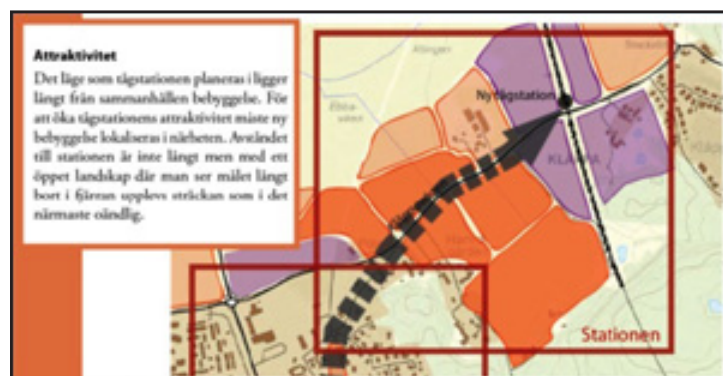 Attraktivitet
Det läge som tågstationen planeras i ligger
långt från sammanhållen bebyggelse. För
att öka tågstationens attraktivitet måste ny
bebyggelse lokaliseras i närheten. Avståndet
till stationen är inte långt men med ett
öppet landskap där man ser målet långt
bort i fjärran upplevs sträckan som i det
närmaste oändlig.
Ny tågstation
Stationen